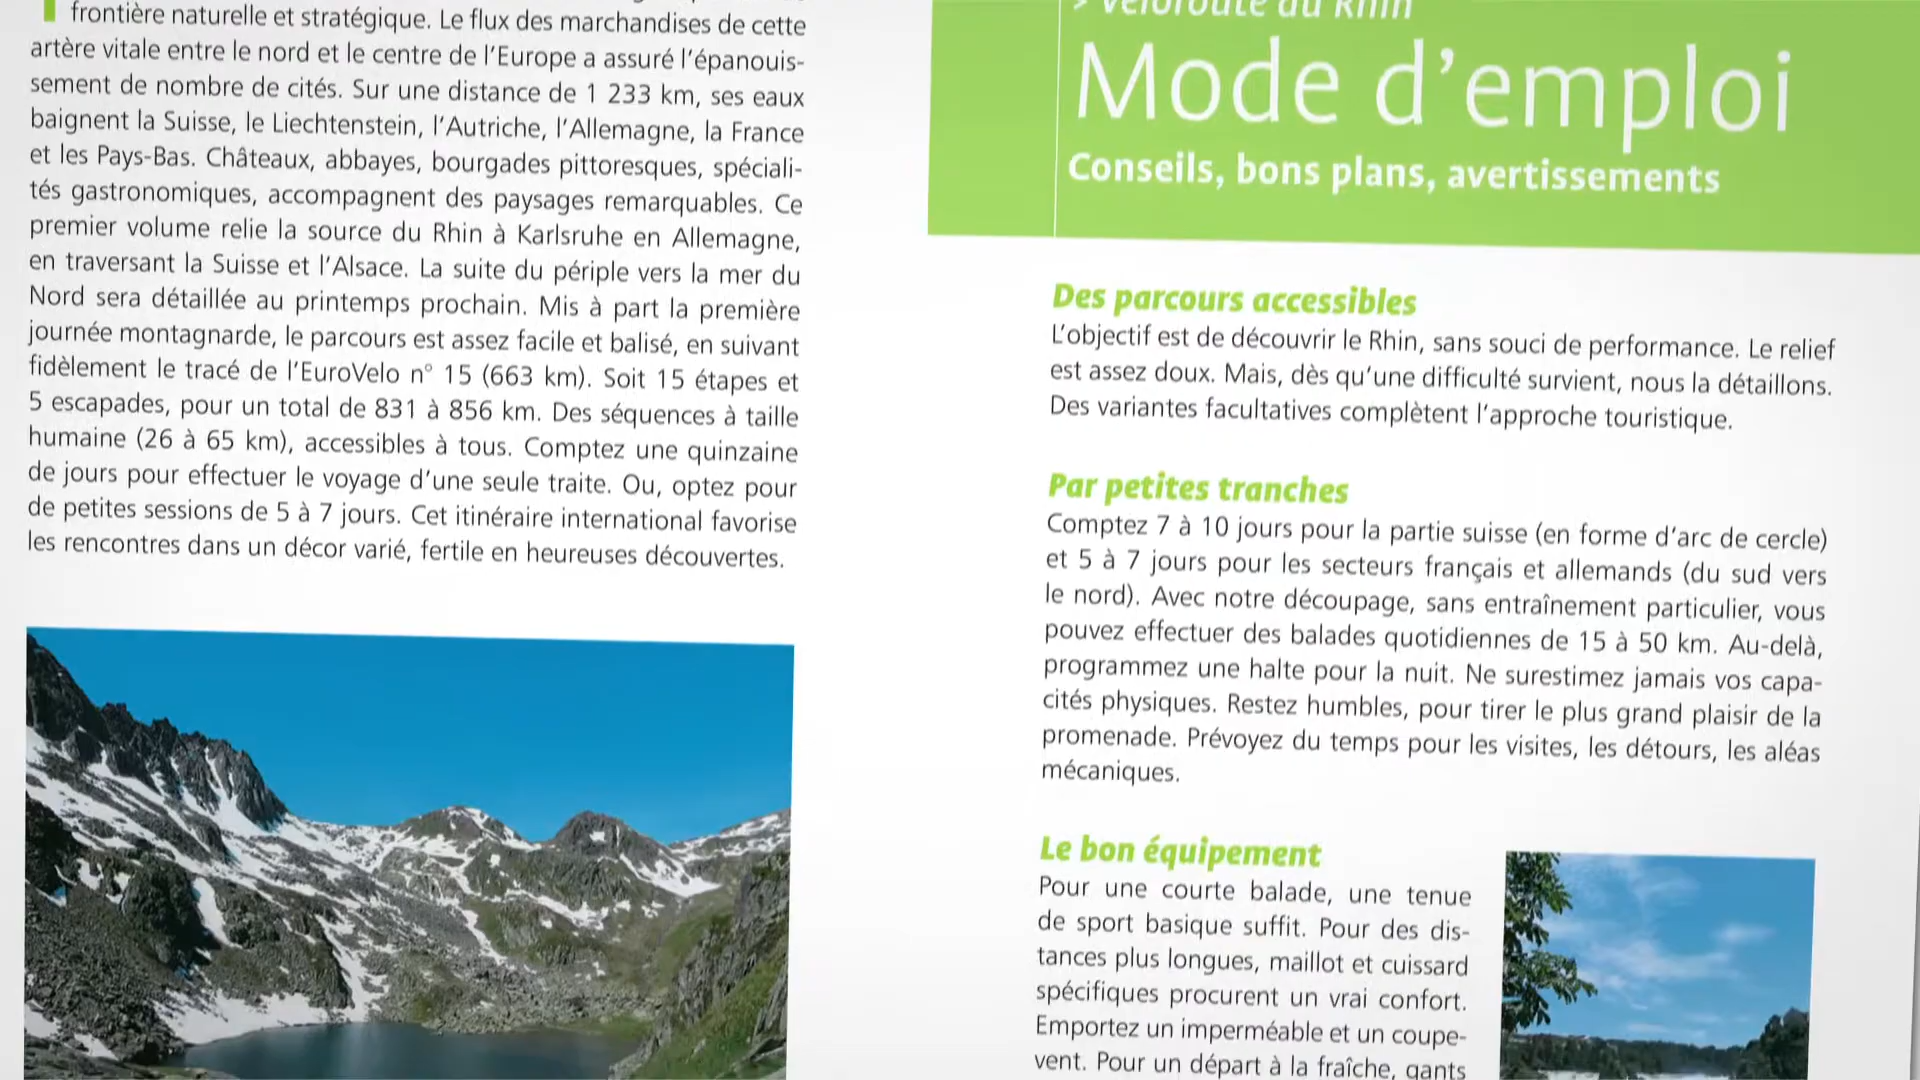 frontière naturelle et stratégique. Le flux des marchandises de cette
artère vitale entre le nord et le centre de l'Europe a assuré l'épanouis-
sement de nombre de cités. Sur une distance de 1 233 km, ses eaux
baignent la Suisse, le Liechtenstein, l'Autriche, l'Allemagne, la France
et les Pays-Bas. Châteaux, abbayes, bourgades pittoresques, spéciali-
tés gastronomiques, accompagnent des paysages remarquables. Ce
premier volume relie la source du Rhin à Karlsruhe en Allemagne,
en traversant la Suisse et l'Alsace. La suite du périple vers la mer du
Nord sera détaillée au printemps prochain. Mis à part la première
journée montagnarde, le parcours est assez facile et balisé, en suivant
fidèlement le tracé de l'EuroVelo n° 15 (663 km). Soit 15 étapes et
5 escapades, pour un total de 831 à 856 km. Des séquences à taille
humaine (26 à 65 km), accessibles à tous. Comptez une quinzaine
de jours pour effectuer le voyage d'une seule traite. Ou, optez pour
de petites sessions de 5 à 7 jours. Cet itinéraire international favorise
les rencontres dans un décor varié, fertile en heureuses découvertes.
> Véloroute du Rhin
Mode d'emploi
Conseils, bons plans, avertissements
Des parcours accessibles
L'objectif est de découvrir le Rhin, sans souci de performance. Le relief
est assez doux. Mais, dès qu'une difficulté survient, nous la détaillons.
Des variantes facultatives complètent l'approche touristique.
Par petites tranches
Comptez 7 à 10 jours pour la partie suisse (en forme d'arc de cercle)
et 5 à 7 jours pour les secteurs français et allemands (du sud vers
le nord). Avec notre découpage, sans entraînement particulier, vous
pouvez effectuer des balades quotidiennes de 15 à 50 km. Au-delà,
programmez une halte pour la nuit. Ne surestimez jamais vos capa-
cités physiques. Restez humbles, pour tirer le plus grand plaisir de la
promenade. Prévoyez du temps pour les visites, les détours, les aléas
mécaniques.
Le bon équipement
Pour une courte balade, une tenue
de sport basique suffit. Pour des dis-
tances plus longues, maillot et cuissard
spécifiques procurent un vrai confort.
Emportez un imperméable et un coupe-
vent. Pour un départ à la fraîche, gants